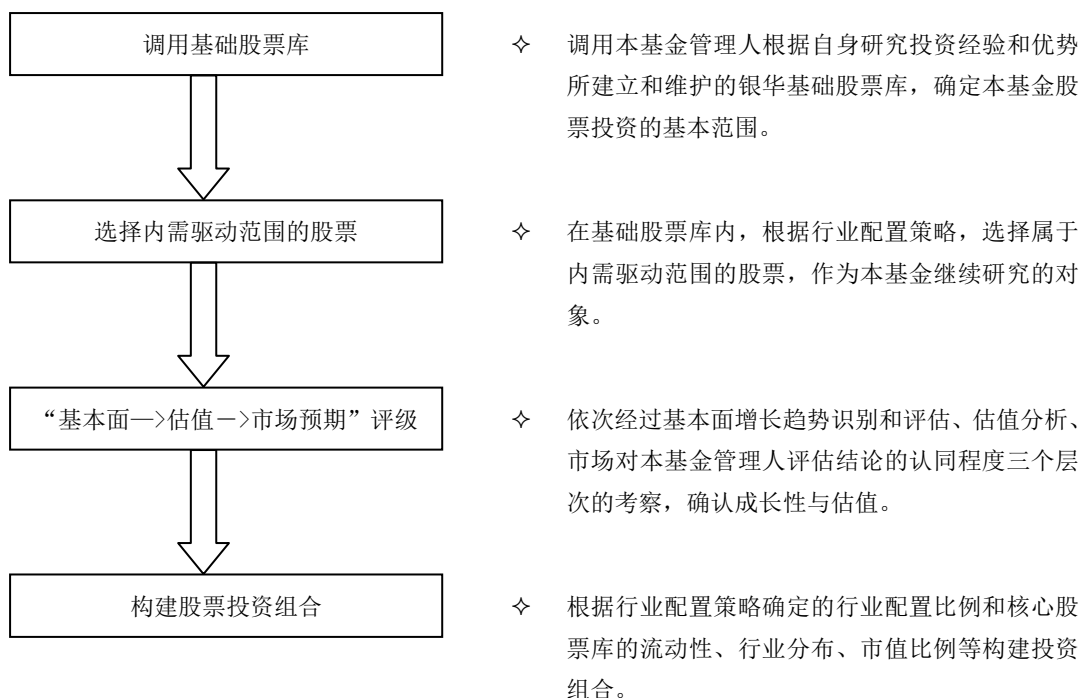 调用基础股票库
✧ 调用本基金管理人根据自身研究投资经验和优势
所建立和维护的银华基础股票库，确定本基金股
票投资的基本范围。
选择内需驱动范围的股票
✧ 在基础股票库内，根据行业配置策略，选择属于
内需驱动范围的股票，作为本基金继续研究的对
象。
“基本面—>估值－>市场预期”评级
✧ 依次经过基本面增长趋势识别和评估、估值分析、
市场对本基金管理人评估结论的认同程度三个层
次的考察，确认成长性与估值。
构建股票投资组合
✧ 根据行业配置策略确定的行业配置比例和核心股
票库的流动性、行业分布、市值比例等构建投资
组合。